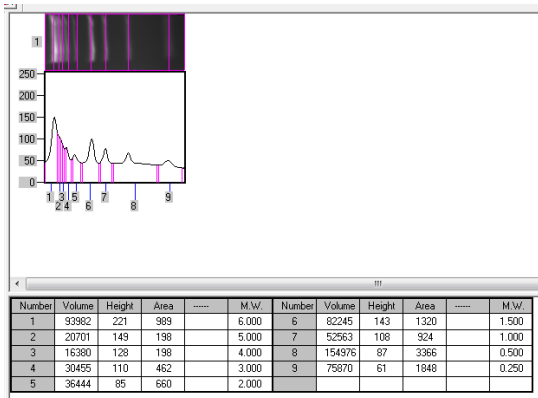 1
250
200
150
100
50
0
1 3 5 7 9
2 4 6 8
Number Volume Height Area ------ M.W. Number Volume Height Area ------ M.W.
1 93982 221 989 6.000 6 82245 143 1320 1.500
2 20701 149 198 5.000 7 52563 108 924 1.000
3 16380 128 198 4.000 8 154976 87 3366 0.500
4 30455 110 462 3.000 9 75870 61 1848 0.250
5 36444 85 660 2.000